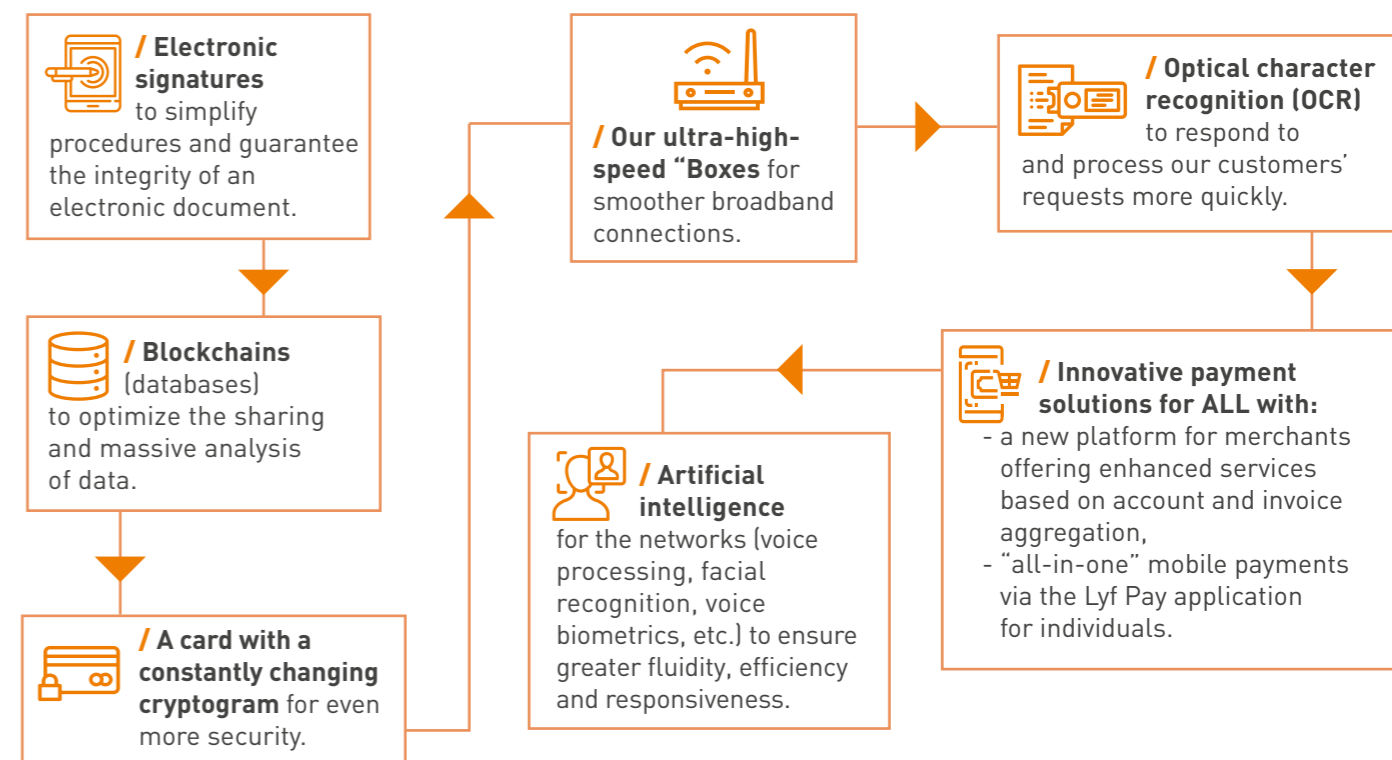 / Electronic
signatures
to simplify
procedures and guarantee
the integrity of an
electronic document.
/ Blockchains
(databases)
to optimize the sharing
and massive analysis
of data.
/ A card with a
constantly changing
cryptogram for even
more security.
/ Our ultra-high-
speed “Boxes for
smoother broadband
connections.
/ Optical character
recognition (OCR)
to respond to
and process our customers’
requests more quickly.
/ Innovative payment
solutions for ALL with:
- a new platform for merchants
offering enhanced services
based on account and invoice
aggregation,
- “all-in-one” mobile payments
via the Lyf Pay application
for individuals.
/ Artificial
intelligence
for the networks (voice
processing, facial
recognition, voice
biometrics, etc.) to ensure
greater fluidity, efficiency
and responsiveness.